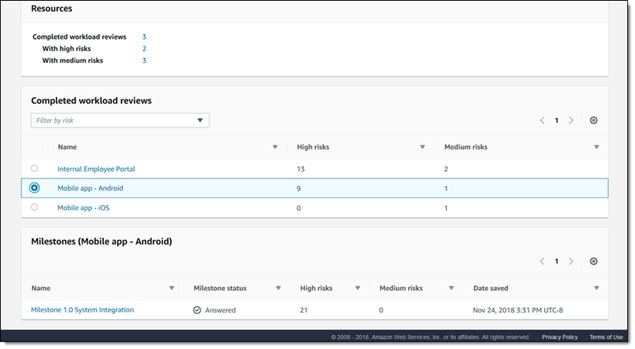 Resources
Completed workload reviews 3
With high risks 2
With medium risks 3
Completed workload reviews
Filter by risk
1
Name High risks Medium risks
Internal Employee Portal 13 2
Mobile app - Android 9 1
Mobile app - iOS 0 1
Milestones (Mobile app - Android)
1
Name Milestone status High risks Medium risks Date saved
Milestone 1.0 System Integration Answered 21 0 Nov 24, 2018 3:31 PM UTC-8
© 2008 - 2018, Amazon Web Services, Inc. or its affiliates. All rights reserved. Privacy Policy Terms of Use